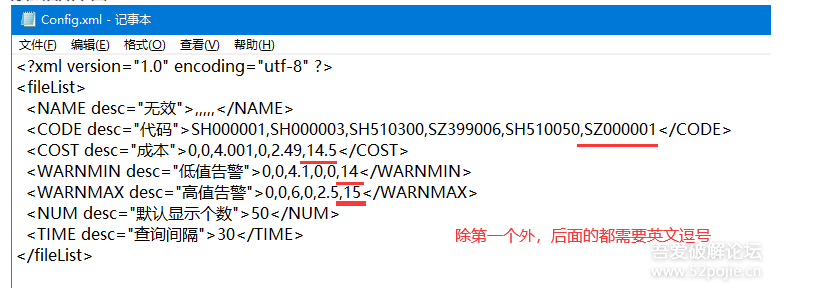 Config.xml - 记事本
文件(F) 编辑(E) 格式(O) 查看(V) 帮助(H)
<?xml version="1.0" encoding="utf-8" ?>
<fileList>
<NAME desc="无效">,,,,,</NAME>
<CODE desc="代码">SH000001,SH000003,SH510300,SZ399006,SH510050,SZ000001</CODE>
<COST desc="成本">0,0,4.001,0,2.49,14.5</COST>
<WARNMIN desc="低值告警">0,0,4.1,0,0,14</WARNMIN>
<WARNMAX desc="高值告警">0,0,6,0,2.5,15</WARNMAX>
<NUM desc="默认显示个数">50</NUM>
<TIME desc="查询间隔">30</TIME>
除第一个外，后面的都需要英文逗号
</fileList>
吾爱破解论坛
www.52pojie.cn